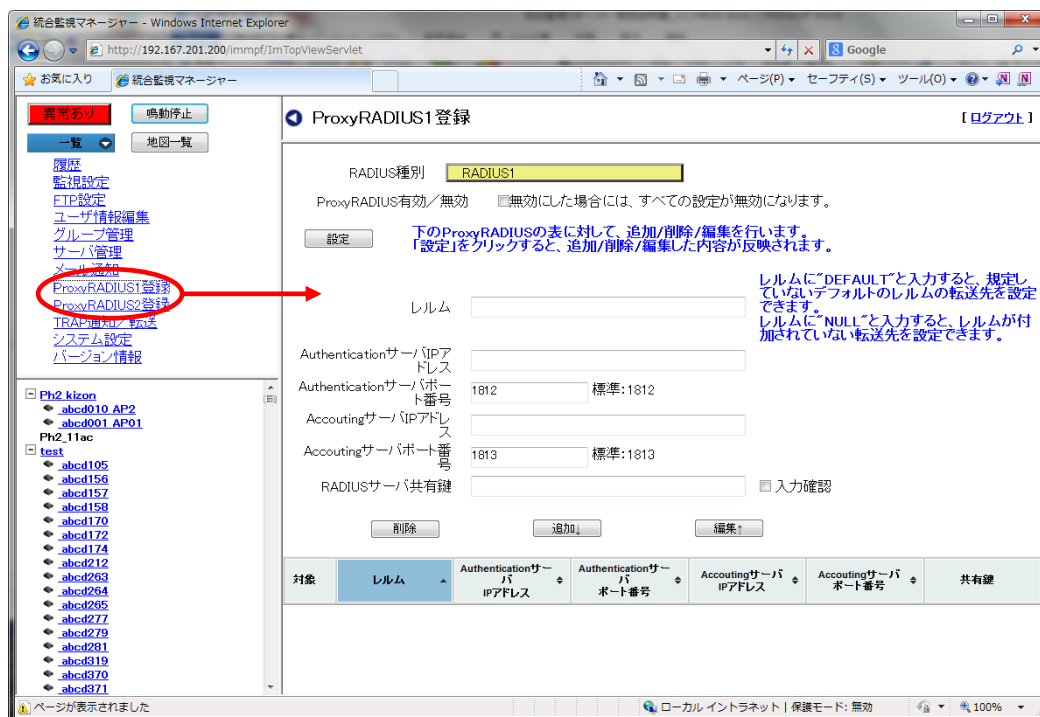 統合監視マネージャー - Windows Internet Explorer
http://192.167.201.200/immpf/ImTopViewServlet
Google
お気に入り
統合監視マネージャー
ページ(P)
セーフティ(S)
ツール(O)
異常あり
鳴動停止
一覧
地図一覧
履歴
監視設定
FTP設定
ユーザ情報編集
グループ管理
サーバ管理
メール通知
ProxyRADIUS1登録
ProxyRADIUS2登録
TRAP通知／転送
システム設定
バージョン情報
Ph2 kizon
abcd010 AP2
abcd001 AP01
Ph2_11ac
test
abcd105
abcd156
abcd157
abcd158
abcd170
abcd172
abcd174
abcd212
abcd263
abcd264
abcd265
abcd277
abcd279
abcd281
abcd319
abcd370
abcd371
ProxyRADIUS1登録
[ ログアウト ]
RADIUS種別
RADIUS1
ProxyRADIUS有効／無効
無効にした場合には、すべての設定が無効になります。
設定
下のProxyRADIUSの表に対して、追加/削除/編集を行います。
「設定」をクリックすると、追加/削除/編集した内容が反映されます。
レルム
レルムに”DEFAULT”と入力すると、規定し
ていないデフォルトのレルムの転送先を設定
できます。
レルムに”NULL”と入力すると、レルムが付
加されていない転送先を設定できます。
AuthenticationサーバIPア
ドレス
Authenticationサーバポー
ト番号
1812
標準:1812
AccoutingサーバIPアドレ
ス
Accoutingサーバポート番
号
1813
標準:1813
RADIUSサーバ共有鍵
入力確認
削除
追加↓
編集↑
対象
レルム
Authenticationサー
バ
IPアドレス
Authenticationサー
バ
ポート番号
Accoutingサーバ
IPアドレス
Accoutingサーバ
ポート番号
共有鍵
ページが表示されました
ローカル イントラネット | 保護モード: 無効
100%